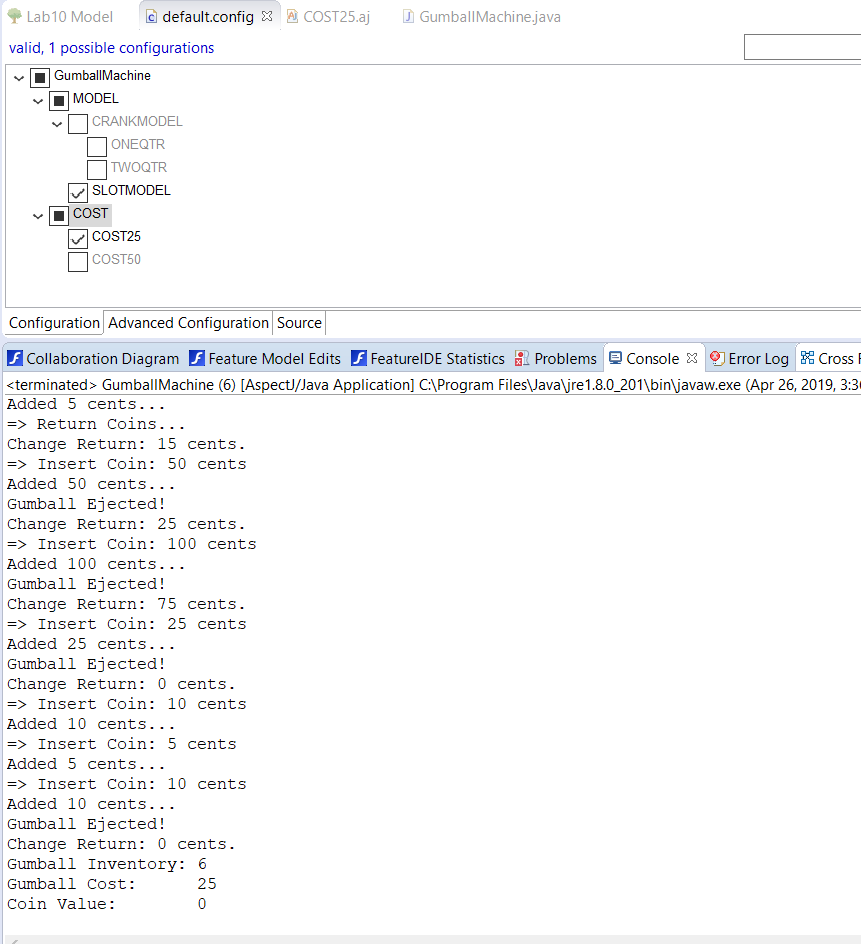 Lab10 Model default.config COST25.aj GumballMachine.java
valid, 1 possible configurations
GumballMachine
MODEL
CRANKMODEL
ONEQTR
TWOQTR
SLOTMODEL
COST
COST25
COST50
Configuration Advanced Configuration Source
Collaboration Diagram Feature Model Edits FeatureIDE Statistics Problems Console Error Log Cross F
<terminated> GumballMachine (6) [AspectJ/Java Application] C:\Program Files\Java\jre1.8.0_201\bin\javaw.exe (Apr 26, 2019, 3:36
Added 5 cents...
=> Return Coins...
Change Return: 15 cents.
=> Insert Coin: 50 cents
Added 50 cents...
Gumball Ejected!
Change Return: 25 cents.
=> Insert Coin: 100 cents
Added 100 cents...
Gumball Ejected!
Change Return: 75 cents.
=> Insert Coin: 25 cents
Added 25 cents...
Gumball Ejected!
Change Return: 0 cents.
=> Insert Coin: 10 cents
Added 10 cents...
=> Insert Coin: 5 cents
Added 5 cents...
=> Insert Coin: 10 cents
Added 10 cents...
Gumball Ejected!
Change Return: 0 cents.
Gumball Inventory: 6
Gumball Cost: 25
Coin Value: 0